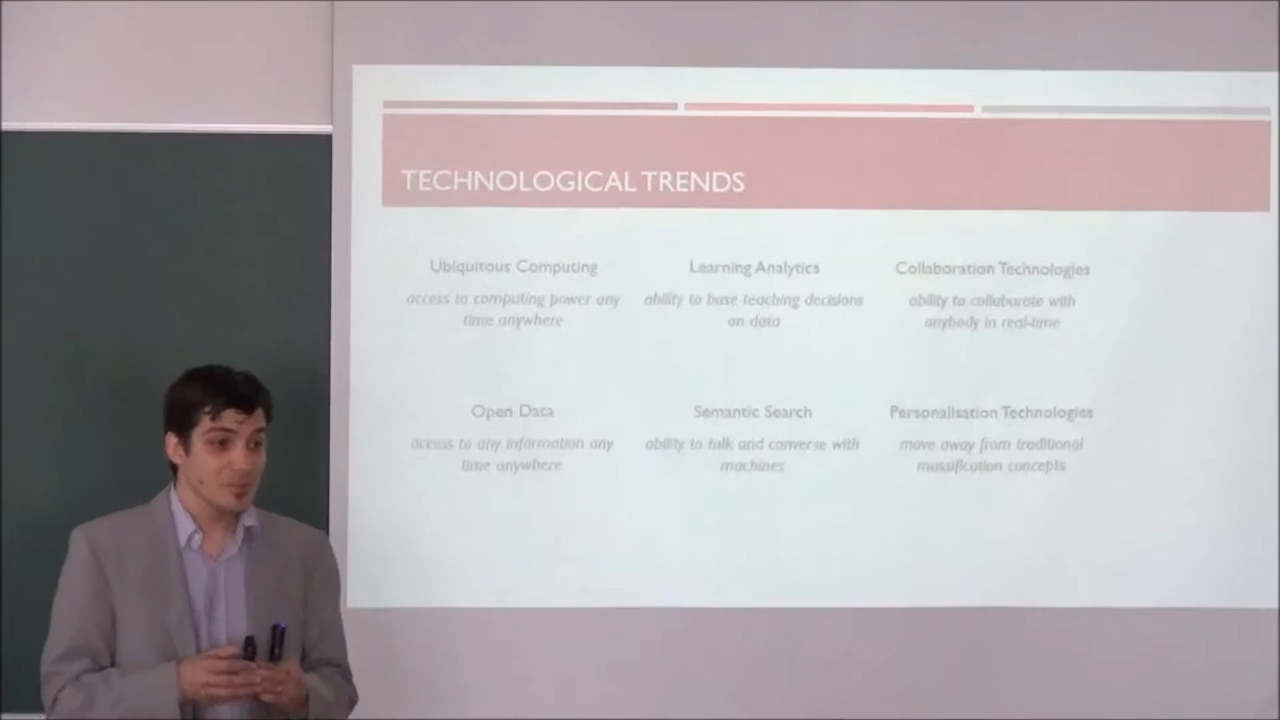 TECHNOLOGICAL TRENDS
Ubiquitous Computing
access to computing power any
time anywhere
Learning Analytics
ability to base teaching decisions
on data
Collaboration Technologies
ability to collaborate with
anybody in real-time
Open Data
access to any information any
time anywhere
Semantic Search
ability to talk and converse with
machines
Personalisation Technologies
move away from traditional
massification concepts